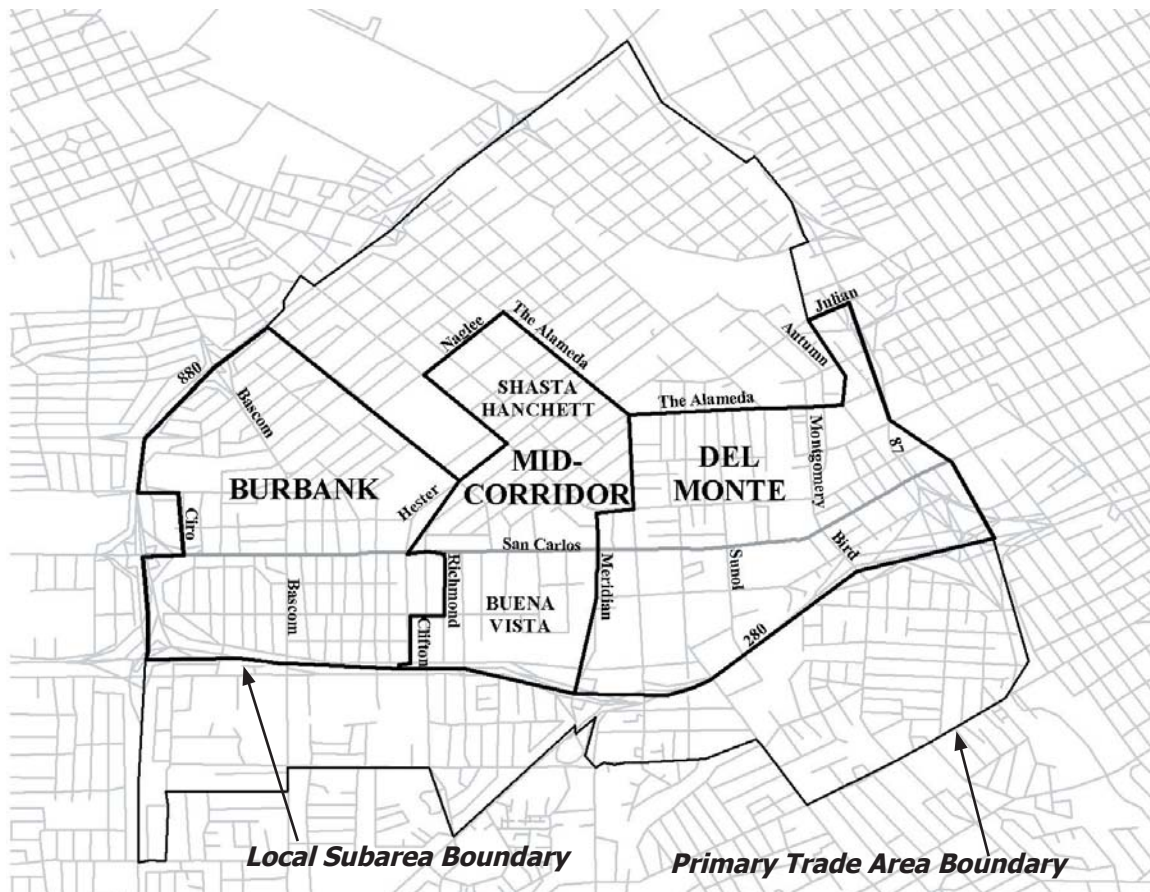 Julian
Naglee
The Alameda
Autumn
880
SHASTA
HANCHETT
Bascom
The Alameda
Montgomery
87
MID-
CORRIDOR
DEL
MONTE
BURBANK
Hester
Ciro
San Carlos
Bird
Richmond
Meridian
Sunol
Bascom
BUENA
VISTA
Clifton
280
Local Subarea Boundary
Primary Trade Area Boundary